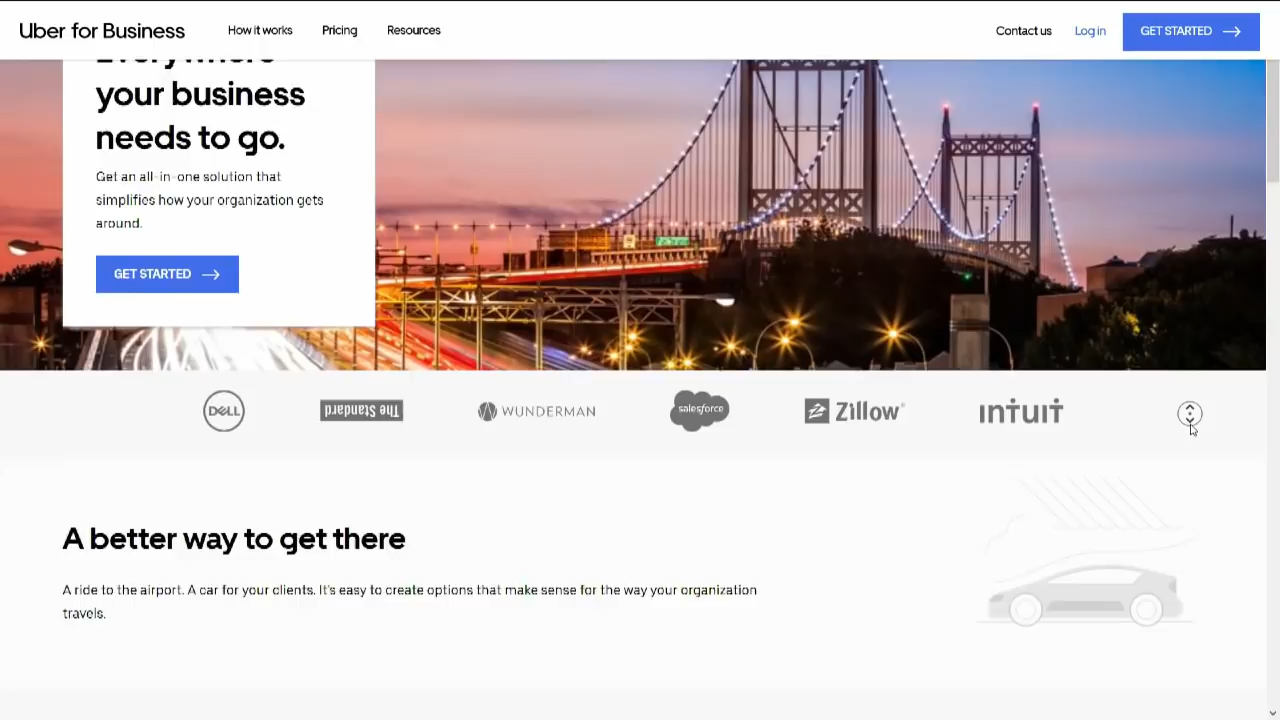 Uber for Business
How it works
Pricing
Resources
Contact us
Log in
GET STARTED
Everywhere
your business
needs to go.
Get an all-in-one solution that
simplifies how your organization gets
around.
GET STARTED
DELL
The Standard
WUNDERMAN
salesforce
Zillow®
intuit
A better way to get there
A ride to the airport. A car for your clients. It's easy to create options that make sense for the way your organization
travels.